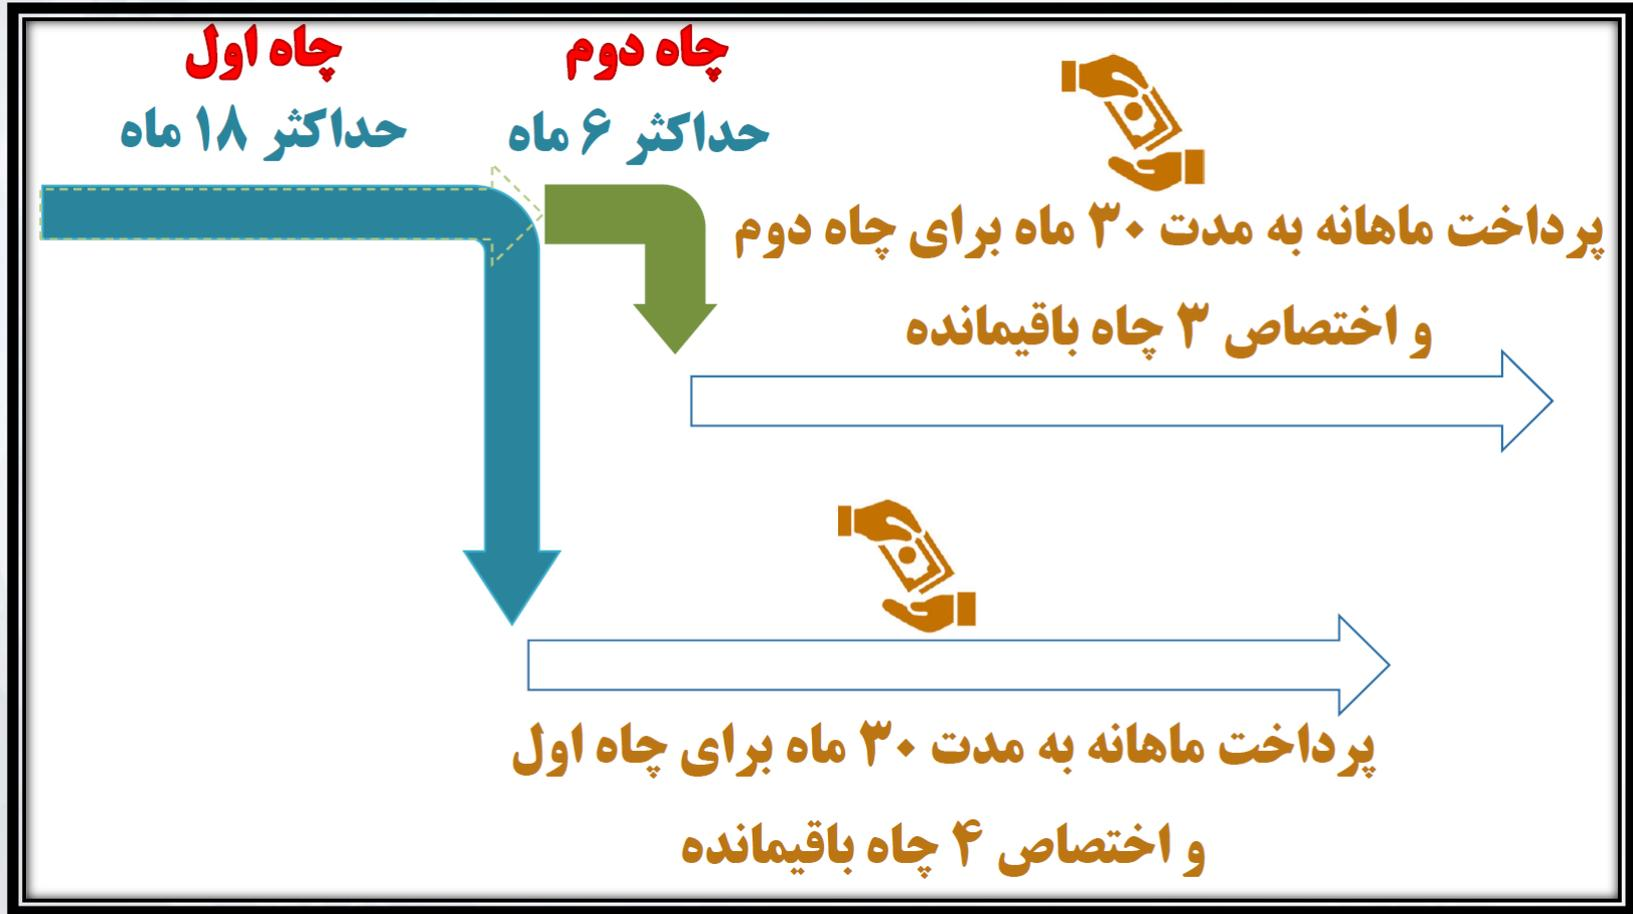 چاه اول
حداکثر ۱۸ ماه
چاه دوم
حداکثر ۶ ماه
پرداخت ماهانه به مدت ۳۰ ماه برای چاه دوم
و اختصاص ۳ چاه باقیمانده
پرداخت ماهانه به مدت ۳۰ ماه برای چاه اول
و اختصاص ۴ چاه باقیمانده